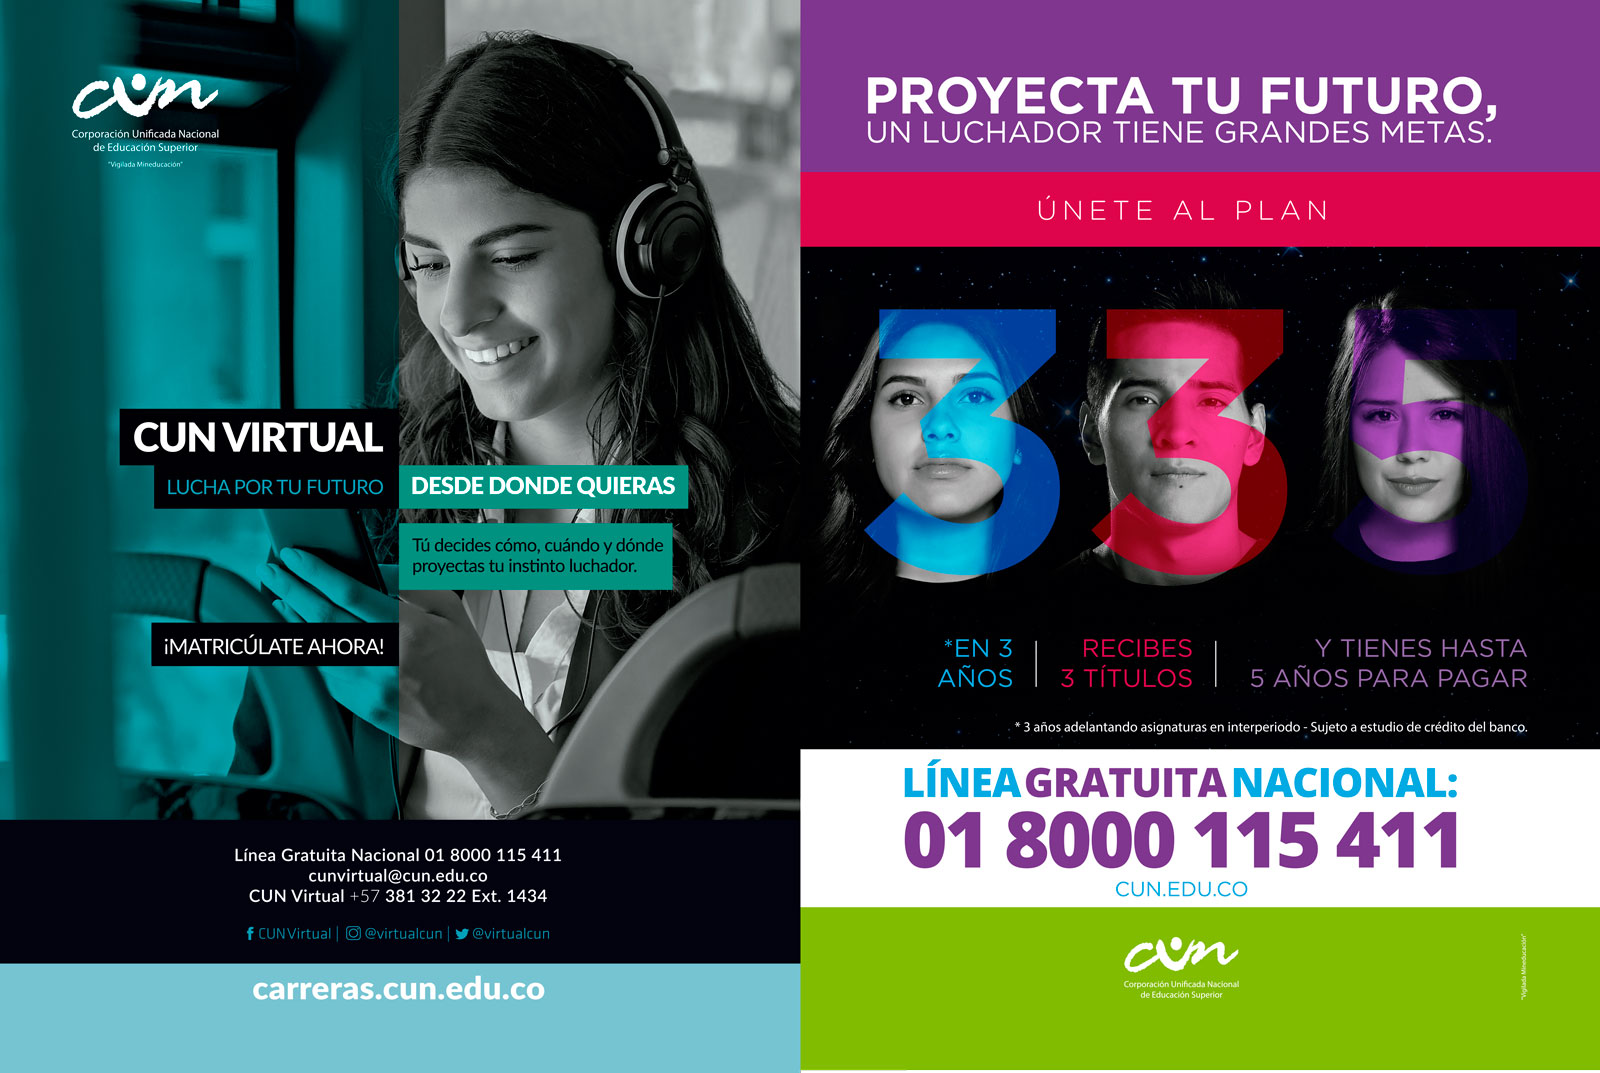 cun
Corporación Unificada Nacional
de Educación Superior
"Vigilada Mineducación"
CUN VIRTUAL
LUCHA POR TU FUTURO
DESDE DONDE QUIERAS
Tú decides cómo, cuándo y dónde
proyectas tu instinto luchador.
¡MATRICÚLATE AHORA!
Línea Gratuita Nacional 01 8000 115 411
cunvirtual@cun.edu.co
CUN Virtual +57 381 32 22 Ext. 1434
CUNVirtual | @virtualcun | @virtualcun
carreras.cun.edu.co
PROYECTA TU FUTURO,
UN LUCHADOR TIENE GRANDES METAS.
ÚNETE AL PLAN
3 3 5
*EN 3
AÑOS
RECIBES
3 TÍTULOS
Y TIENES HASTA
5 AÑOS PARA PAGAR
* 3 años adelantando asignaturas en interperiodo - Sujeto a estudio de crédito del banco.
LÍNEA GRATUITA NACIONAL:
01 8000 115 411
CUN.EDU.CO
cun
Corporación Unificada Nacional
de Educación Superior
"Vigilada Mineducación"